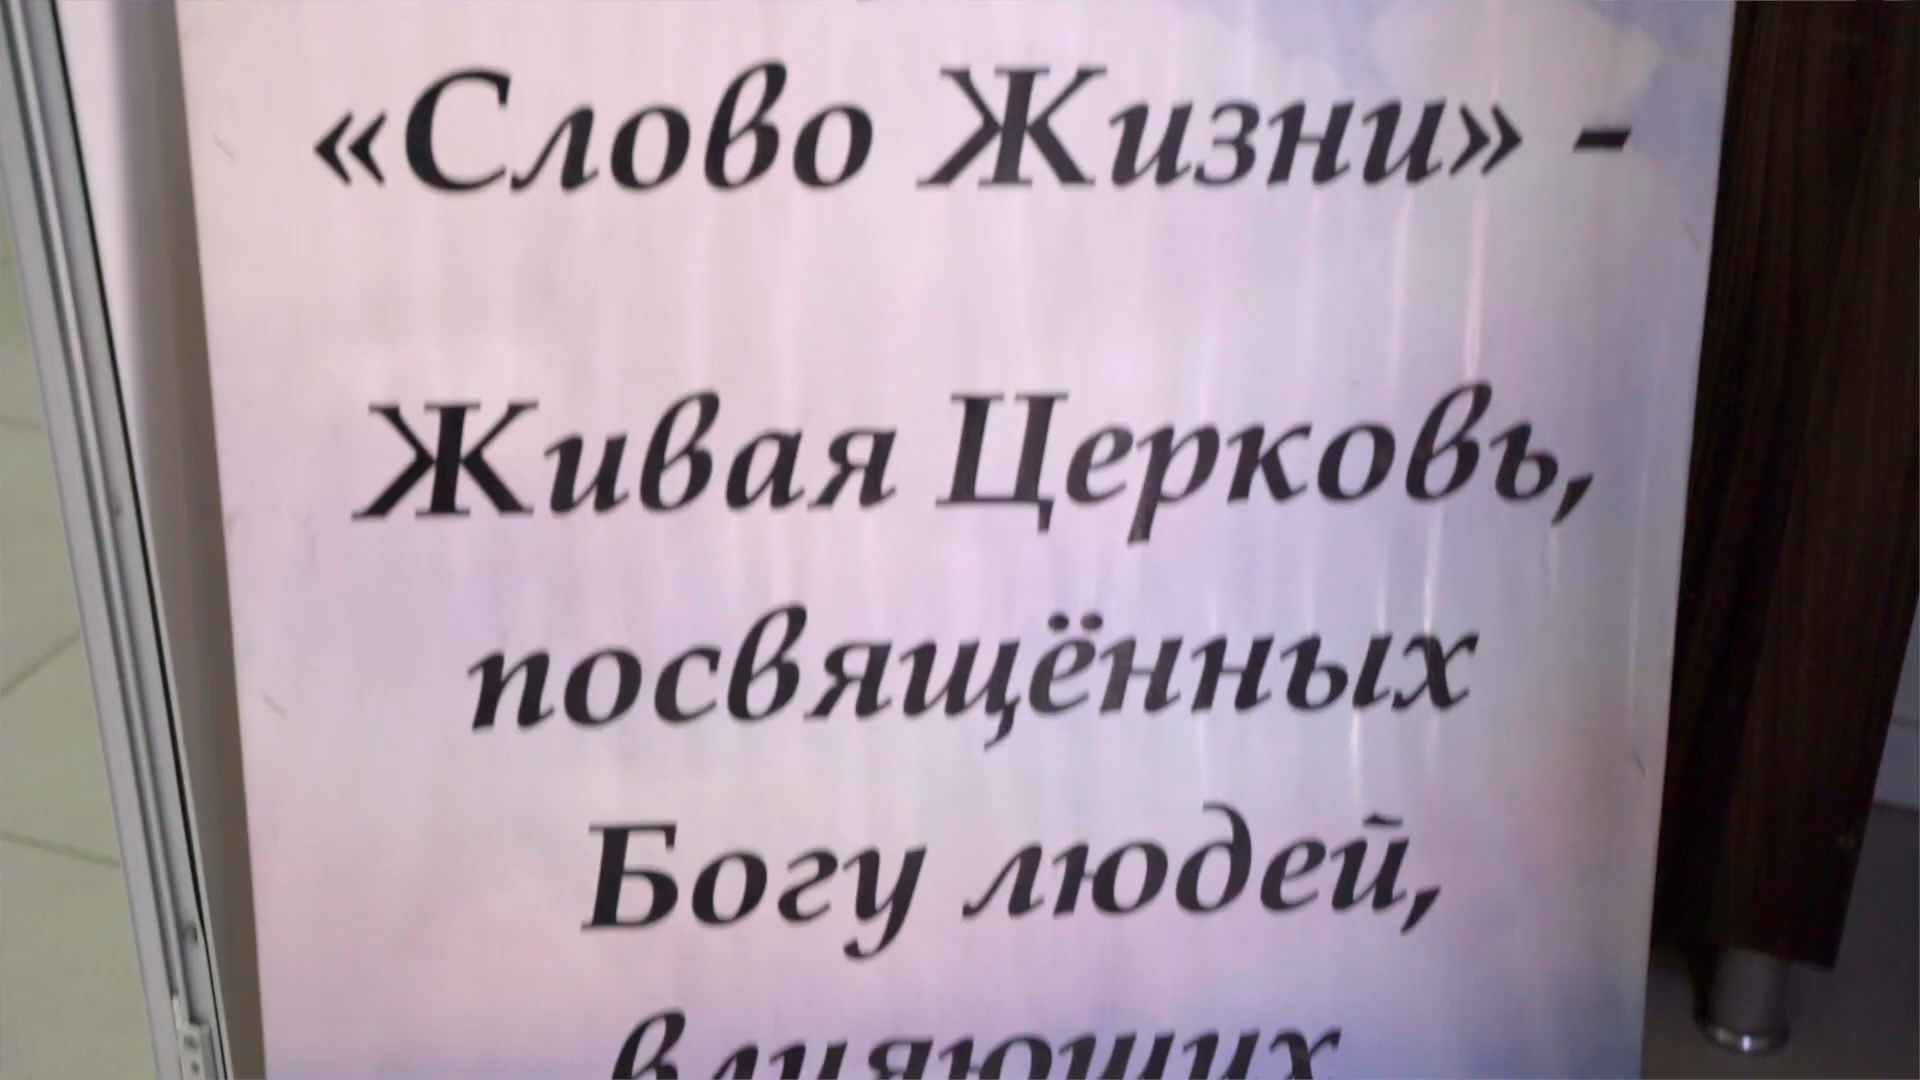 «Слово Жизни» -
Живая Церковь,
посвящённых
Богу людей,
влияющих